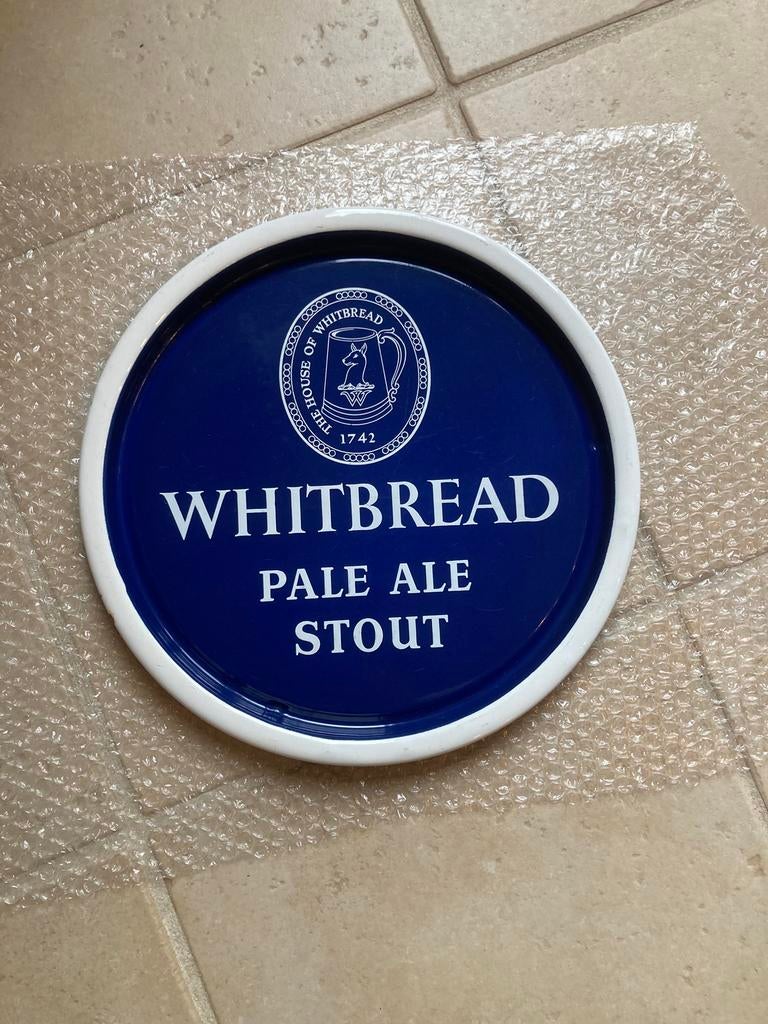 THE HOUSE OF WHITBREAD
W
1742
WHITBREAD
PALE ALE
STOUT